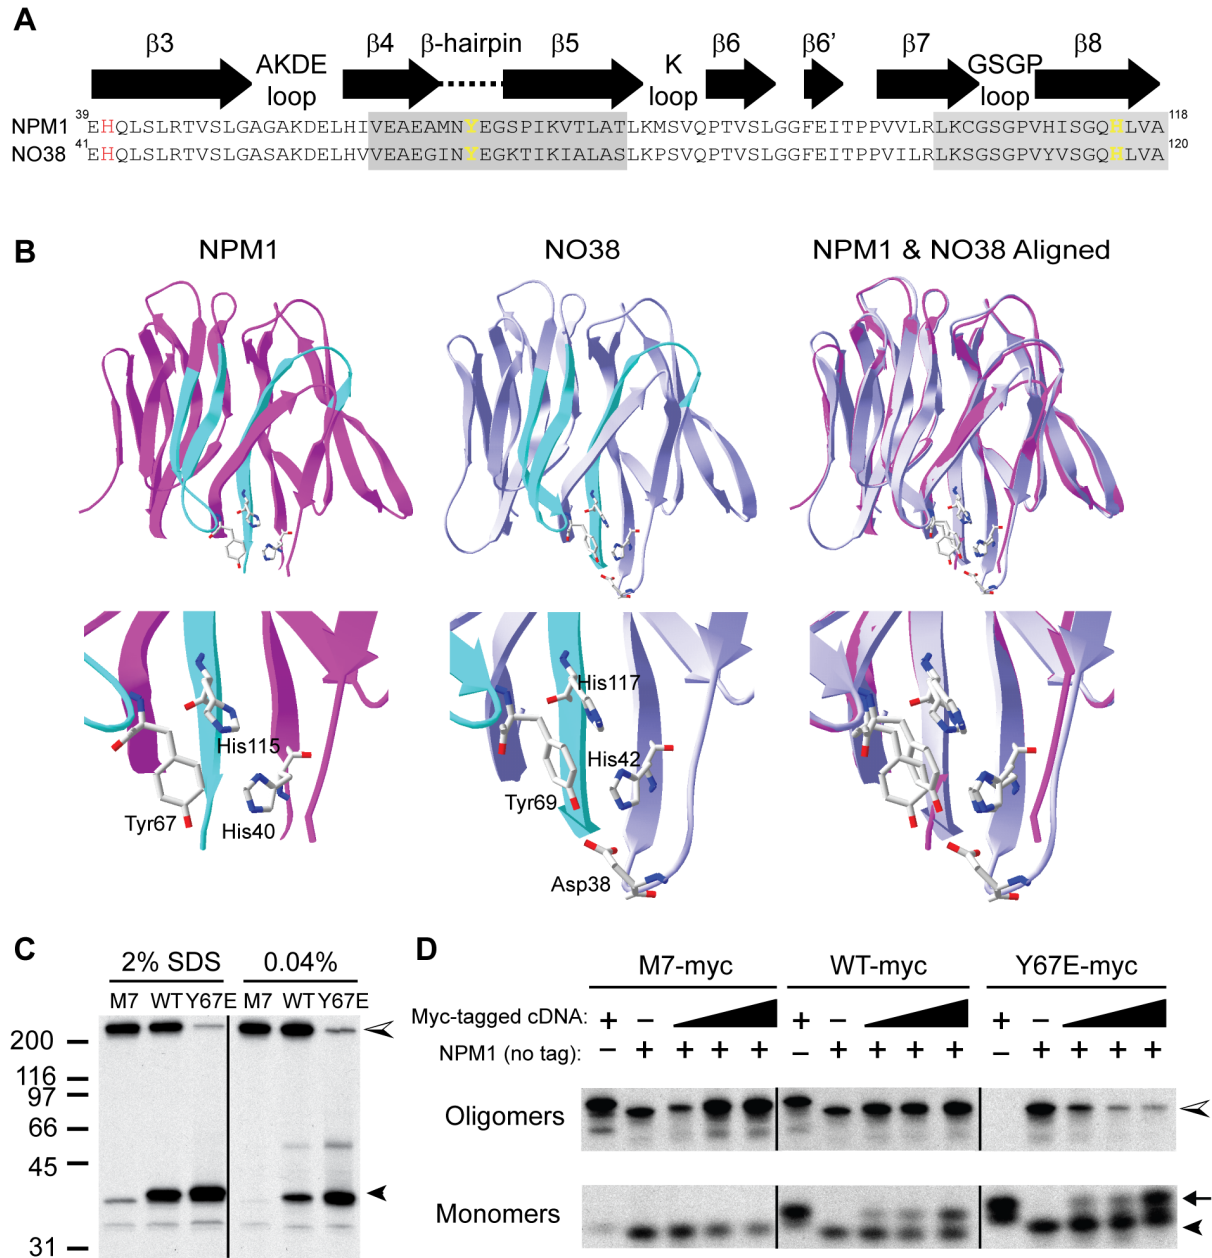 A
β3 β4 β-hairpin β5 β6 β6' β7 β8
AKDE loop K loop GSGP loop
NPM1 39 EHQLSLRTVSLGAGAKDELHIVEAEAMNYEGSPIKVTLATLKMSVQPTVSLGGFEITPPVVLRLKCGSGPVHISGQHLVA 118
NO38 41 EHQLSLRTVSLGASAKDELHVVEAEGINYEGKTIKIALASLKPSVQPTVSLGGFEITPPVILRLKSGSGPVYVSGQHLVA 120
B
NPM1 NO38 NPM1 & NO38 Aligned
His115
Tyr67
His40
His117
His42
Tyr69
Asp38
C
2% SDS 0.04%
M7 WT Y67E M7 WT Y67E
200
116
97
66
45
31
D
M7-myc WT-myc Y67E-myc
Myc-tagged cDNA: + − + − + −
NPM1 (no tag): − + + + + − + + + + − + + + +
Oligomers
Monomers